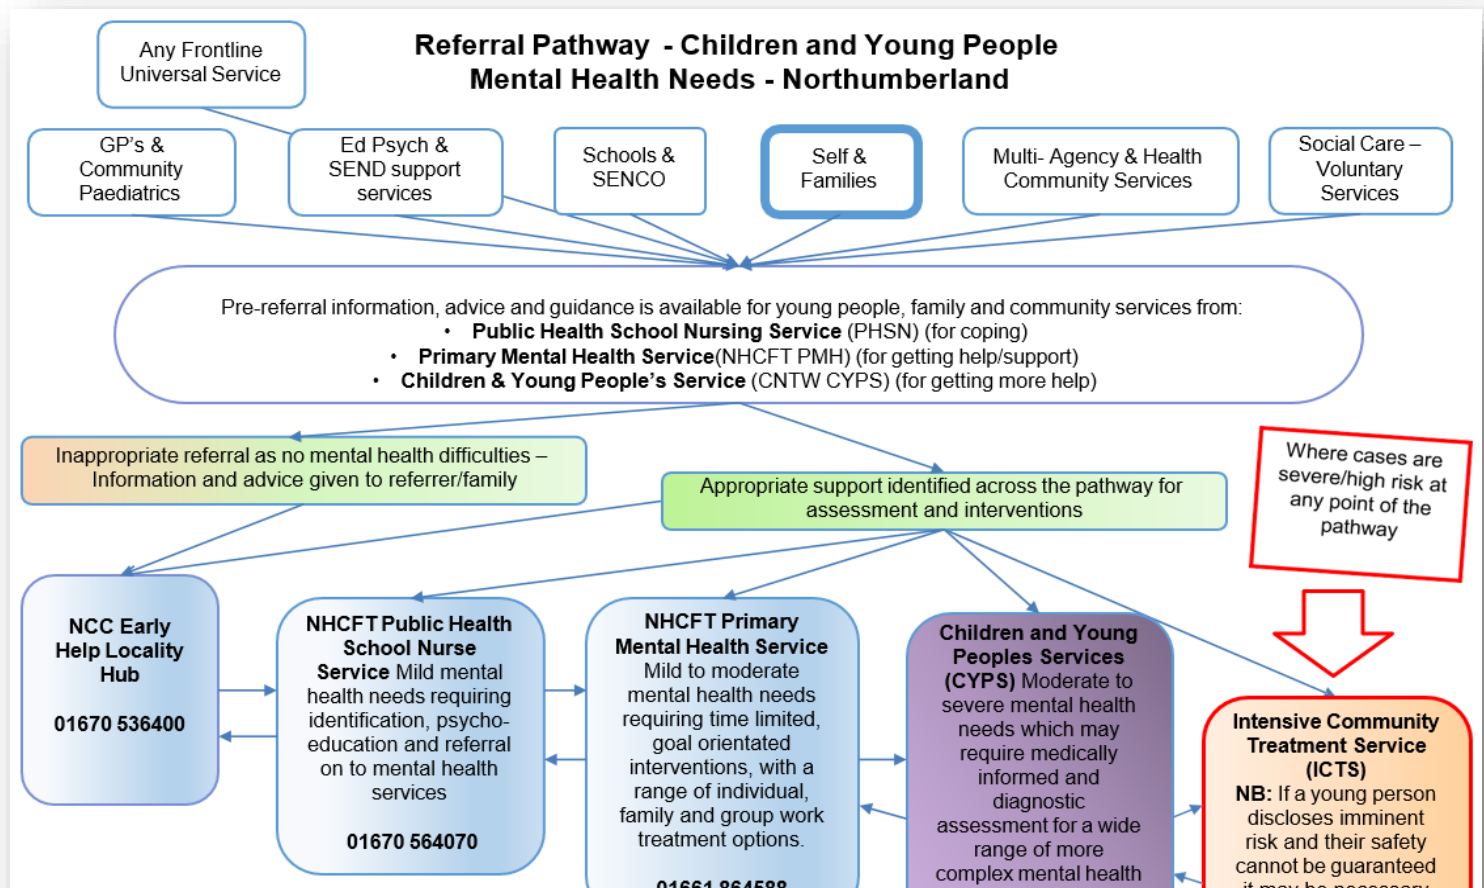 Any Frontline
Universal Service
Referral Pathway - Children and Young People
Mental Health Needs - Northumberland
GP's &
Community
Paediatrics
Ed Psych &
SEND support
services
Schools &
SENCO
Self &
Families
Multi- Agency & Health
Community Services
Social Care –
Voluntary
Services
Pre-referral information, advice and guidance is available for young people, family and community services from:
• Public Health School Nursing Service (PHSN) (for coping)
• Primary Mental Health Service(NHCFT PMH) (for getting help/support)
• Children & Young People's Service (CNTW CYPS) (for getting more help)
Inappropriate referral as no mental health difficulties –
Information and advice given to referrer/family
Appropriate support identified across the pathway for
assessment and interventions
Where cases are
severe/high risk at
any point of the
pathway
NCC Early
Help Locality
Hub
01670 536400
NHCFT Public Health
School Nurse
Service Mild mental
health needs requiring
identification, psycho-
education and referral
on to mental health
services
01670 564070
NHCFT Primary
Mental Health Service
Mild to moderate
mental health needs
requiring time limited,
goal orientated
interventions, with a
range of individual,
family and group work
treatment options.
01661 864588
Children and Young
Peoples Services
(CYPS) Moderate to
severe mental health
needs which may
require medically
informed and
diagnostic
assessment for a wide
range of more
complex mental health
Intensive Community
Treatment Service
(ICTS)
NB: If a young person
discloses imminent
risk and their safety
cannot be guaranteed
it may be necessary